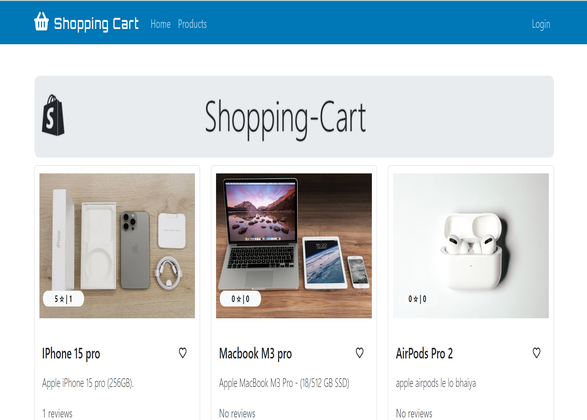 Shopping Cart Home Products Login
Shopping-Cart
5 ☆ | 1
0 ☆ | 0
0 ☆ | 0
IPhone 15 pro
Macbook M3 pro
AirPods Pro 2
Apple iPhone 15 pro (256GB).
Apple MacBook M3 Pro - (18/512 GB SSD)
apple airpods le lo bhaiya
1 reviews
No reviews
No reviews